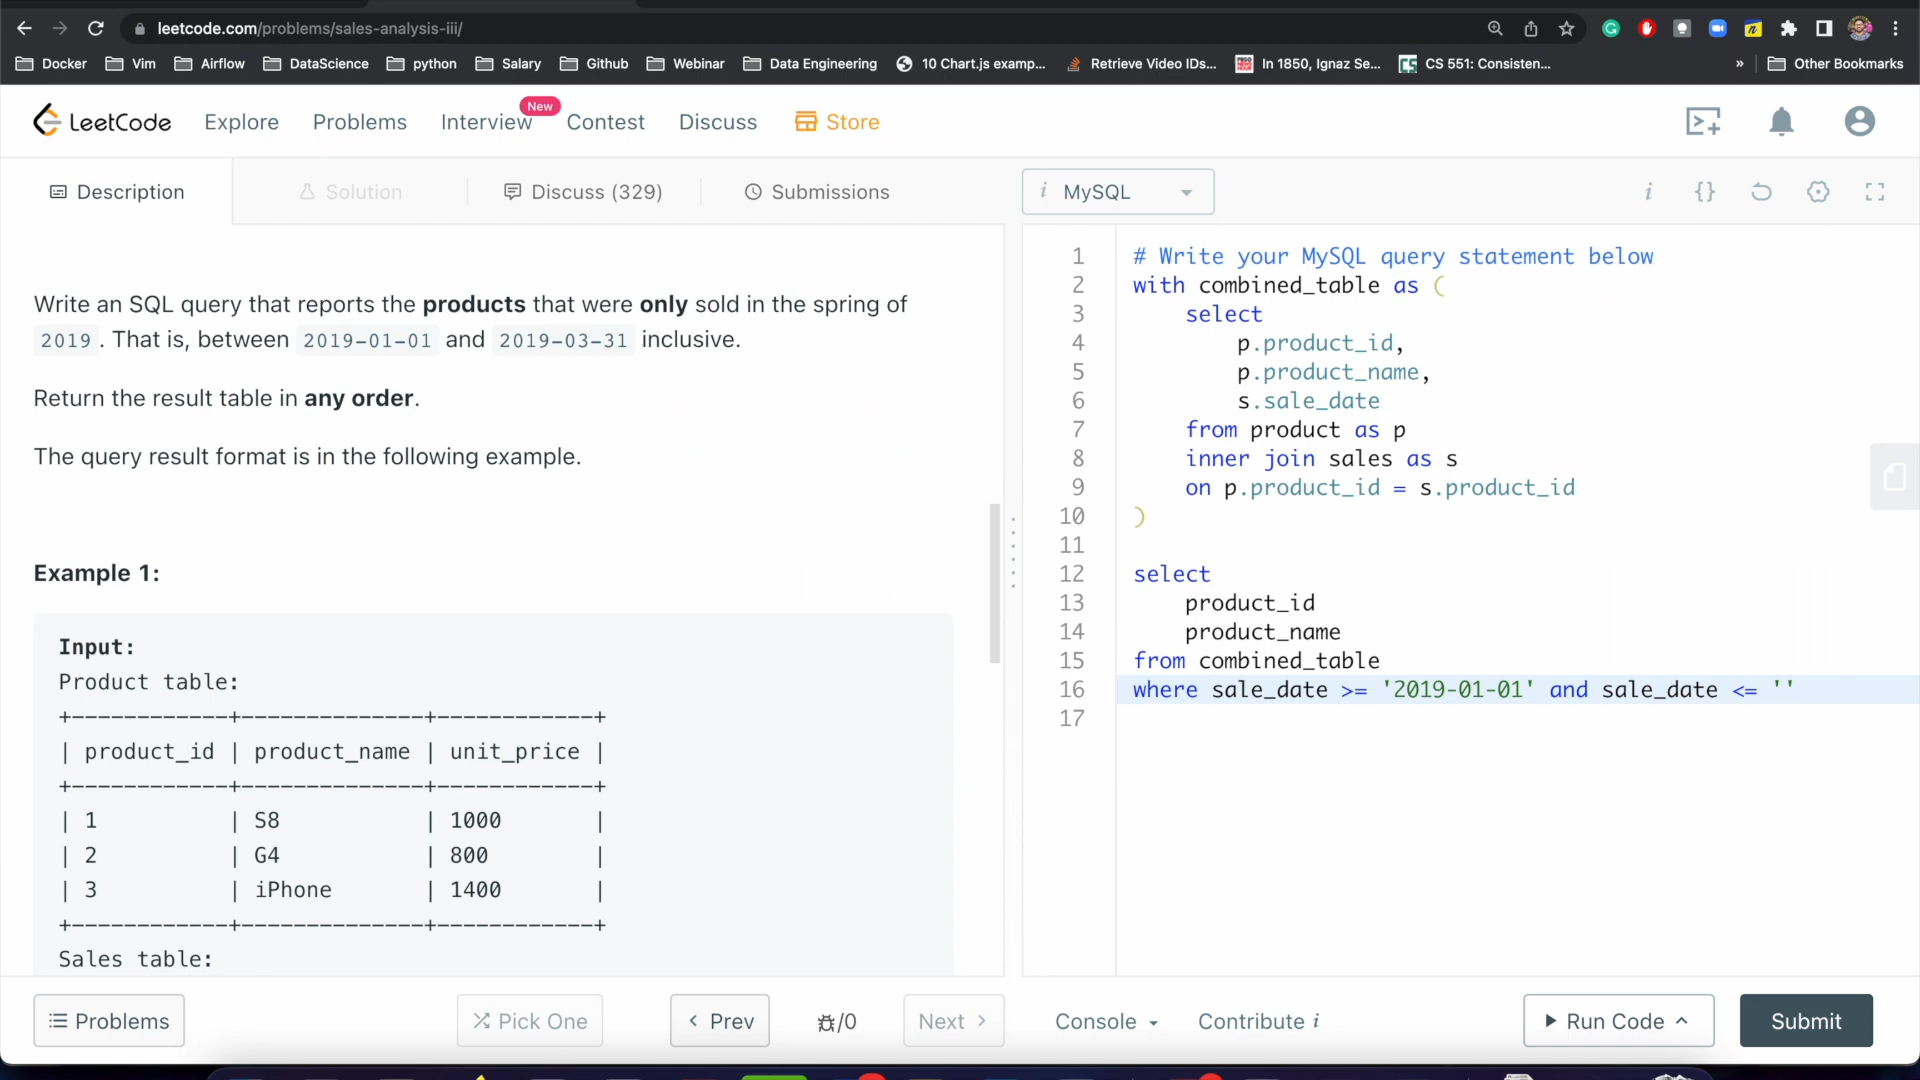 leetcode.com/problems/sales-analysis-iii/
Docker Vim Airflow DataScience python Salary Github Webinar Data Engineering 10 Chart.js examp... Retrieve Video IDs... In 1850, Ignaz Se... CS 551: Consisten... » Other Bookmarks
LeetCode Explore Problems Interview New Contest Discuss Store
Description Solution Discuss (329) Submissions
i MySQL
Write an SQL query that reports the products that were only sold in the spring of
2019. That is, between 2019-01-01 and 2019-03-31 inclusive.
Return the result table in any order.
The query result format is in the following example.
Example 1:
Input:
Product table:
+------------+---------------+------------+
| product_id | product_name | unit_price |
+------------+---------------+------------+
| 1 | S8 | 1000 |
| 2 | G4 | 800 |
| 3 | iPhone | 1400 |
+------------+---------------+------------+
Sales table:
1 # Write your MySQL query statement below
2 with combined_table as (
3     select
4         p.product_id,
5         p.product_name,
6         s.sale_date
7     from product as p
8     inner join sales as s
9     on p.product_id = s.product_id
10 )
11
12 select
13     product_id
14     product_name
15 from combined_table
16 where sale_date >= '2019-01-01' and sale_date <= ''
17
Problems Pick One < Prev /0 Next > Console Contribute i Run Code Submit